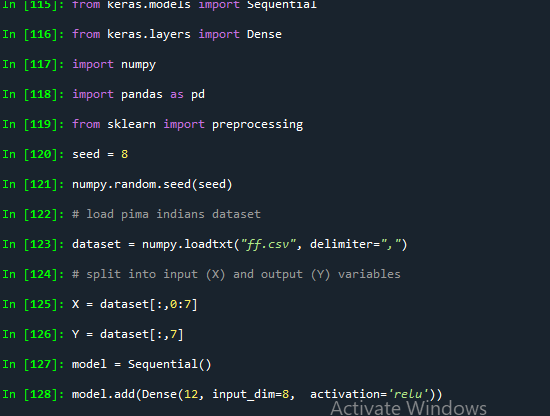 In [115]: from keras.models import Sequential
In [116]: from keras.layers import Dense
In [117]: import numpy
In [118]: import pandas as pd
In [119]: from sklearn import preprocessing
In [120]: seed = 8
In [121]: numpy.random.seed(seed)
In [122]: # load pima indians dataset
In [123]: dataset = numpy.loadtxt("ff.csv", delimiter=",")
In [124]: # split into input (X) and output (Y) variables
In [125]: X = dataset[:,0:7]
In [126]: Y = dataset[:,7]
In [127]: model = Sequential()
In [128]: model.add(Dense(12, input_dim=8,  activation='relu'))
Activate Windows